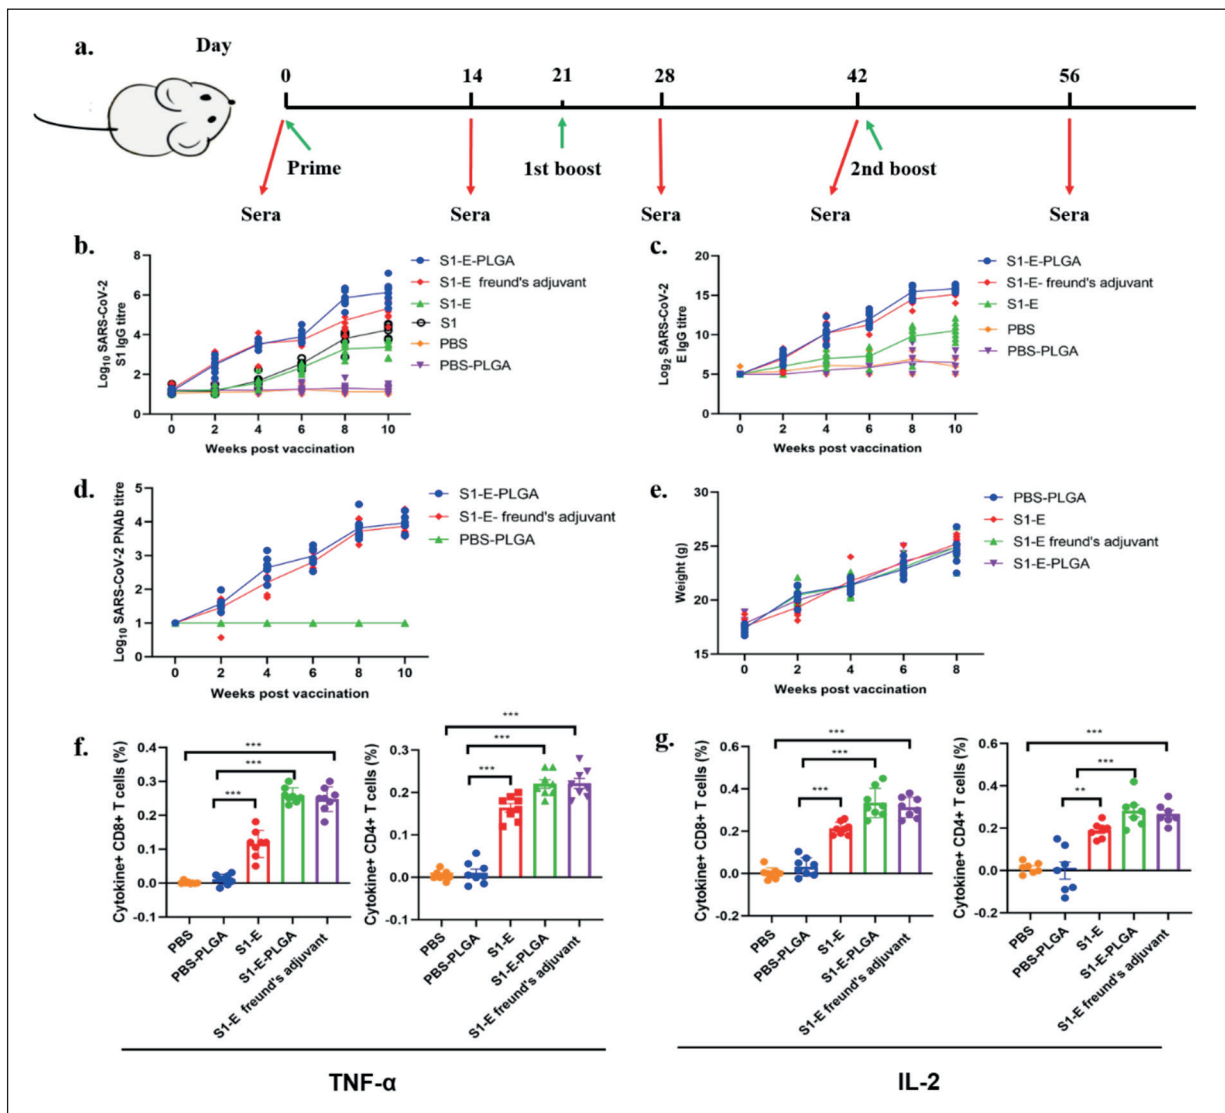 a.
Day
0 14 21 28 42 56
Prime 1st boost 2nd boost
Sera Sera Sera Sera Sera
b.
Log10 SARS-CoV-2
S1 IgG titre
8
6
4
2
0
0 2 4 6 8 10
Weeks post vaccination
S1-E-PLGA
S1-E freund's adjuvant
S1-E
S1
PBS
PBS-PLGA
c.
Log2 SARS-CoV-2
E IgG titre
20
15
10
5
0
0 2 4 6 8 10
Weeks post vaccination
S1-E-PLGA
S1-E- freund's adjuvant
S1-E
PBS
PBS-PLGA
d.
Log10 SARS-CoV-2 PNAb titre
5
4
3
2
1
0
0 2 4 6 8 10
Weeks post vaccination
S1-E-PLGA
S1-E- freund's adjuvant
PBS-PLGA
e.
Weight (g)
30
25
20
15
0 2 4 6 8
Weeks post vaccination
PBS-PLGA
S1-E
S1-E freund's adjuvant
S1-E-PLGA
f.
Cytokine+ CD8+ T cells (%)
0.4
0.3
0.2
0.1
0.0
-0.1
***
***
***
PBS
PBS-PLGA
S1-E
S1-E-PLGA
S1-E freund's adjuvant
Cytokine+ CD4+ T cells (%)
0.3
0.2
0.1
0.0
-0.1
***
***
***
PBS
PBS-PLGA
S1-E
S1-E-PLGA
S1-E freund's adjuvant
TNF-α
g.
Cytokine+ CD8+ T cells (%)
0.6
0.4
0.2
0.0
-0.2
***
***
***
PBS
PBS-PLGA
S1-E
S1-E-PLGA
S1-E freund's adjuvant
Cytokine+ CD4+ T cells (%)
0.6
0.4
0.2
0.0
-0.2
***
***
**
PBS
PBS-PLGA
S1-E
S1-E-PLGA
S1-E freund's adjuvant
IL-2